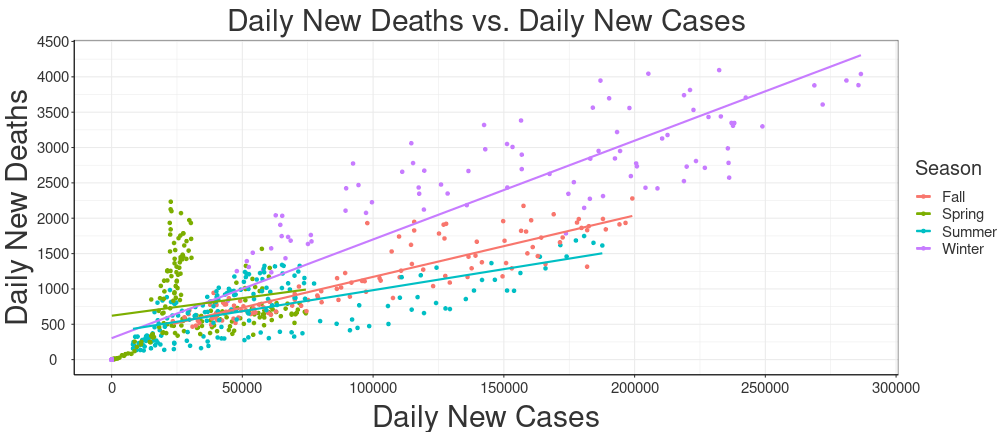 Daily New Deaths vs. Daily New Cases
Daily New Deaths
4500
4000
3500
3000
2500
2000
1500
1000
500
0
0
50000
100000
150000
200000
250000
300000
Daily New Cases
Season
Fall
Spring
Summer
Winter